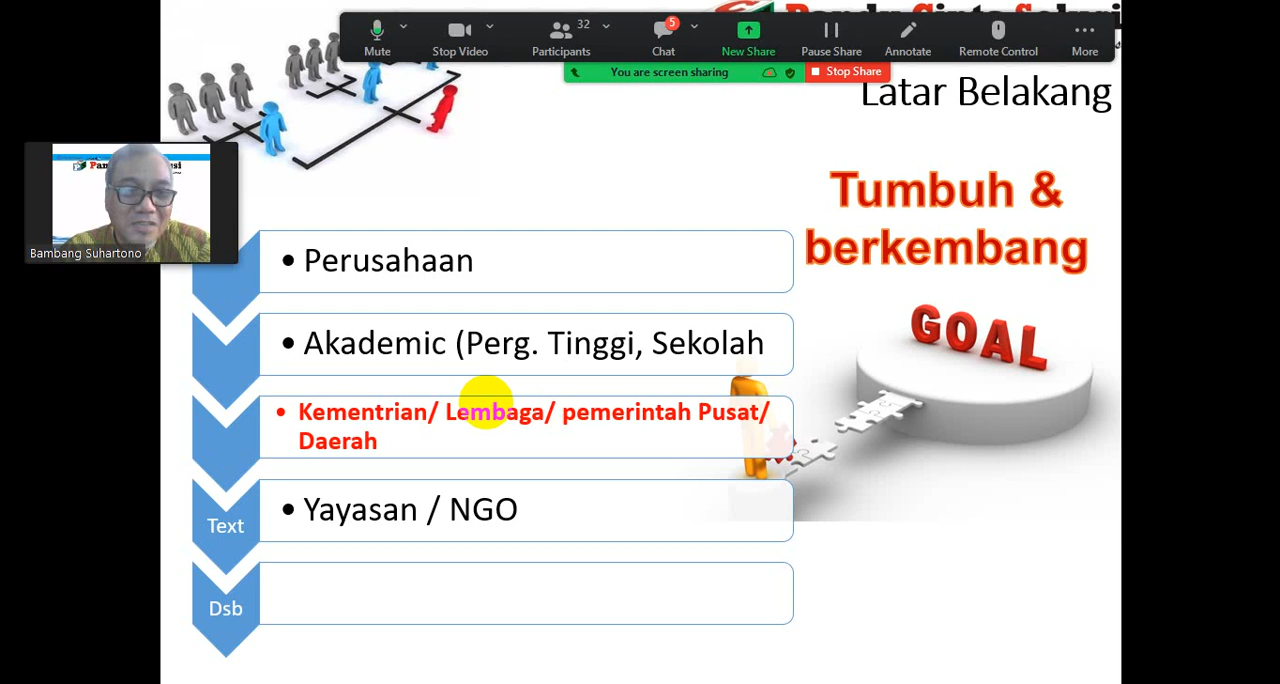 32
5
Mute
Stop Video
Participants
Chat
New Share
Pause Share
Annotate
Remote Control
More
You are screen sharing
Stop Share
Latar Belakang
Bambang Suhartono
Tumbuh &
berkembang
GOAL
• Perusahaan
• Akademic (Perg. Tinggi, Sekolah
• Kementrian/ Lembaga/ pemerintah Pusat/
Daerah
Text
• Yayasan / NGO
Dsb